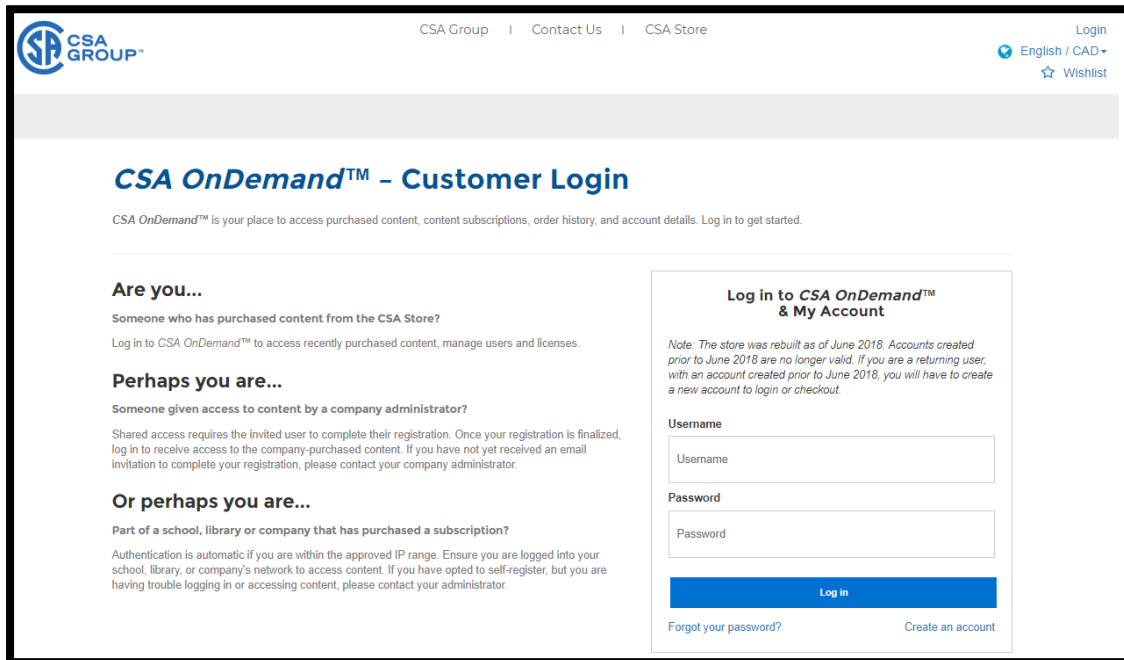 CSA Group | Contact Us | CSA Store
Login
English / CAD
Wishlist
CSA
GROUP™
CSA OnDemand™ – Customer Login
CSA OnDemand™ is your place to access purchased content, content subscriptions, order history, and account details. Log in to get started.
Are you...
Someone who has purchased content from the CSA Store?
Log in to CSA OnDemand™ to access recently purchased content, manage users and licenses.
Perhaps you are...
Someone given access to content by a company administrator?
Shared access requires the invited user to complete their registration. Once your registration is finalized,
log in to receive access to the company-purchased content. If you have not yet received an email
invitation to complete your registration, please contact your company administrator.
Or perhaps you are...
Part of a school, library or company that has purchased a subscription?
Authentication is automatic if you are within the approved IP range. Ensure you are logged into your
school, library, or company's network to access content. If you have opted to self-register, but you are
having trouble logging in or accessing content, please contact your administrator.
Log in to CSA OnDemand™
& My Account
Note: The store was rebuilt as of June 2018. Accounts created
prior to June 2018 are no longer valid. If you are a returning user,
with an account created prior to June 2018, you will have to create
a new account to login or checkout.
Username
Username
Password
Password
Log in
Forgot your password?
Create an account